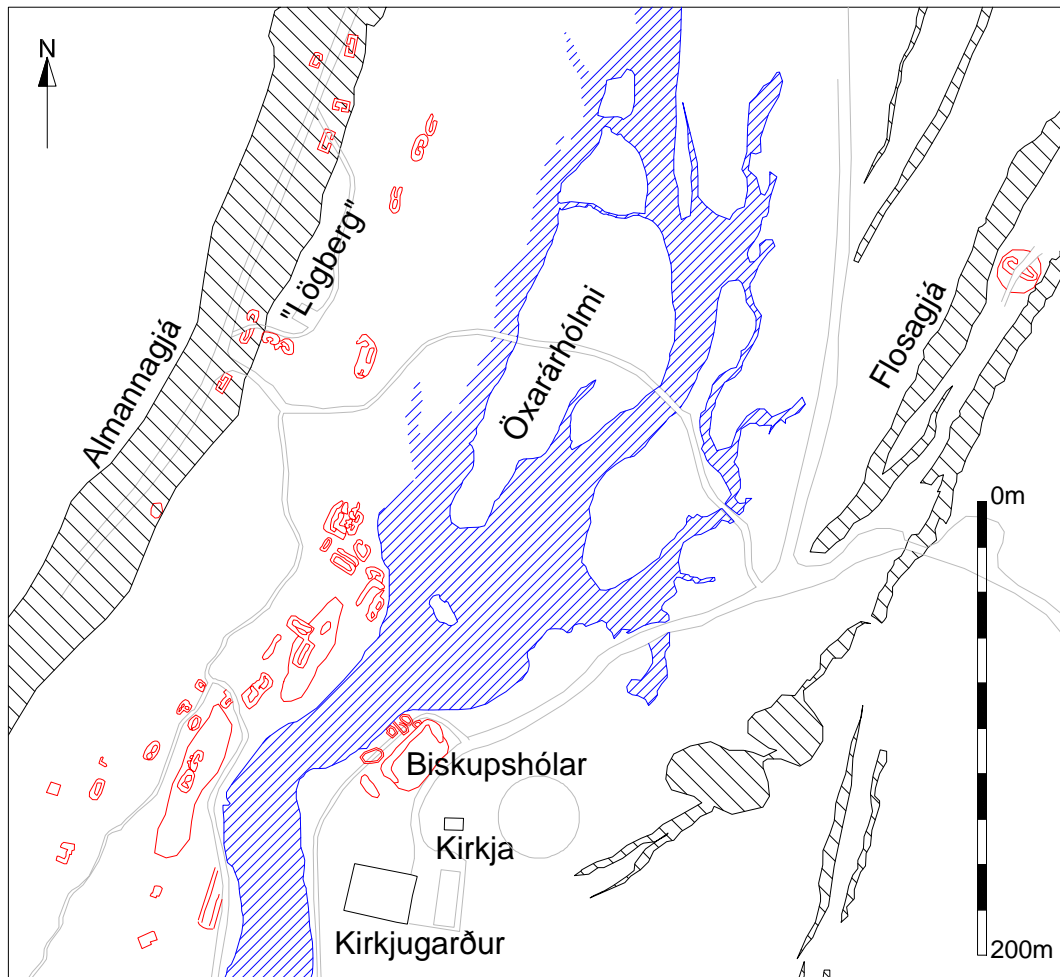 N
"Lögberg"
Almannagjá
Öxarárhólmi
Flosagjá
0m
Biskupshólar
Kirkja
Kirkjugarður
200m